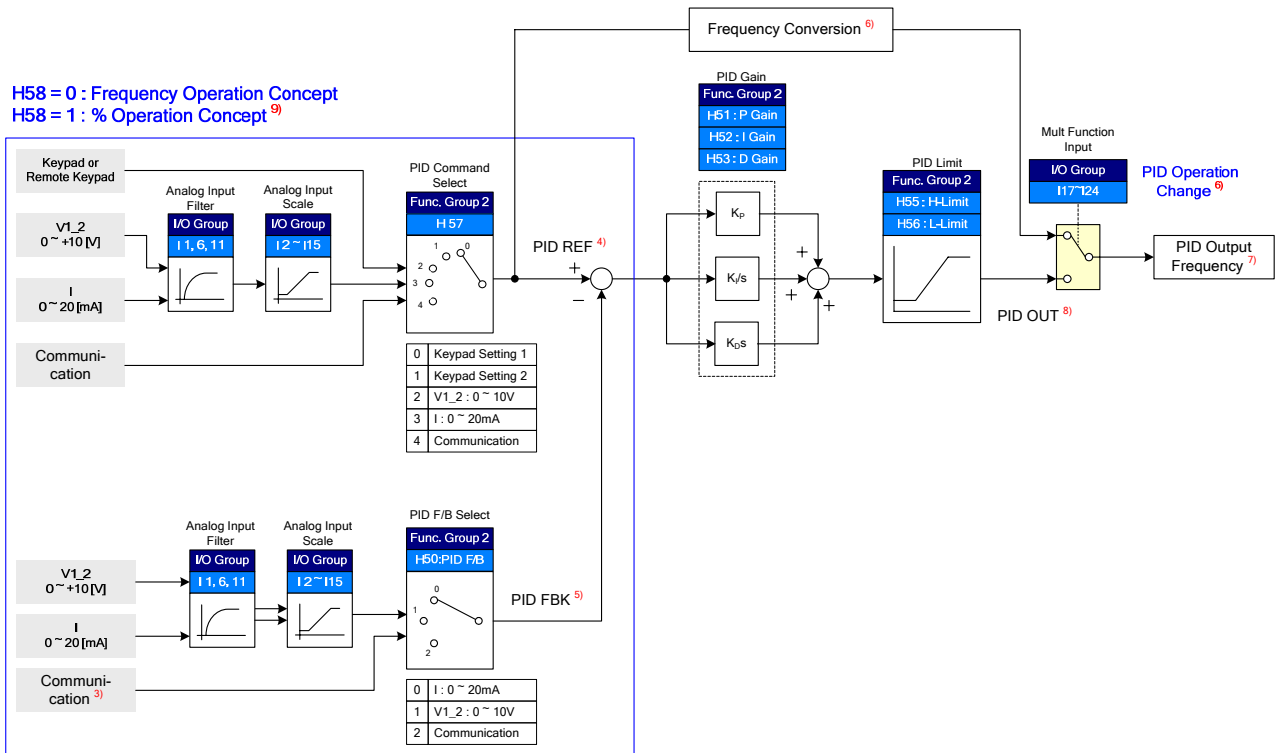 Frequency Conversion 6)
H58 = 0 : Frequency Operation Concept
H58 = 1 : % Operation Concept 9)
Keypad or
Remote Keypad
V1_2
0 ~ +10 [V]
I
0 ~ 20 [mA]
Communi-
cation
Analog Input
Filter
I/O Group
I 1, 6, 11
Analog Input
Scale
I/O Group
I 2 ~ I15
PID Command
Select
Func. Group 2
H 57
1
0
2
3
4
0 Keypad Setting 1
1 Keypad Setting 2
2 V1_2 : 0 ~ 10V
3 I : 0 ~ 20mA
4 Communication
PID REF 4)
+
−
PID Gain
Func. Group 2
H51 : P Gain
H52 : I Gain
H53 : D Gain
KP
KI/s
KDs
+
+
+
PID Limit
Func. Group 2
H55 : H-Limit
H56 : L-Limit
PID OUT 8)
Mult Function
Input
I/O Group
I17~I24
PID Operation
Change 6)
PID Output
Frequency 7)
V1_2
0 ~ +10 [V]
I
0 ~ 20 [mA]
Communi-
cation 3)
Analog Input
Filter
I/O Group
I 1, 6, 11
Analog Input
Scale
I/O Group
I 2 ~ I15
PID F/B Select
Func. Group 2
H50:PID F/B
0
1
2
PID FBK 5)
0 I : 0 ~ 20mA
1 V1_2 : 0 ~ 10V
2 Communication